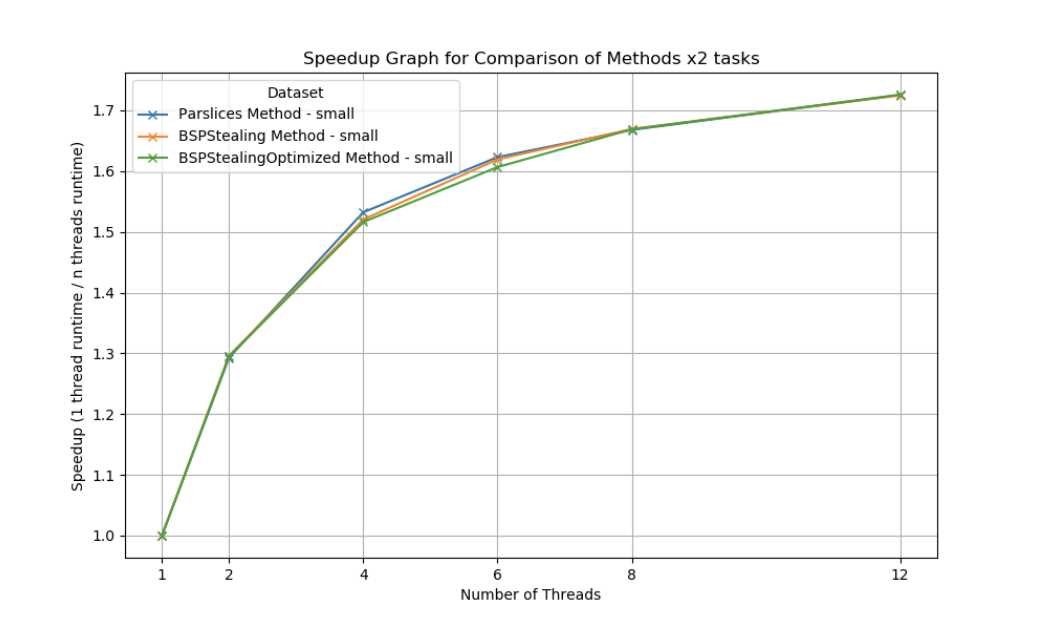 Speedup Graph for Comparison of Methods x2 tasks
Dataset
Parslices Method - small
BSPStealing Method - small
BSPStealingOptimized Method - small
Speedup (1 thread runtime / n threads runtime)
1.7
1.6
1.5
1.4
1.3
1.2
1.1
1.0
1 2 4 6 8 12
Number of Threads